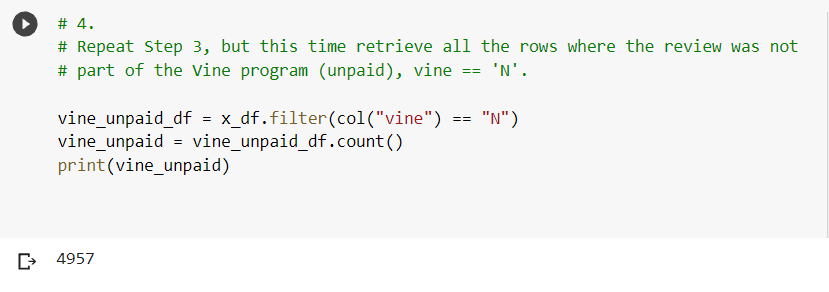 # 4.
# Repeat Step 3, but this time retrieve all the rows where the review was not
# part of the Vine program (unpaid), vine == 'N'.
vine_unpaid_df = x_df.filter(col("vine") == "N")
vine_unpaid = vine_unpaid_df.count()
print(vine_unpaid)
4957